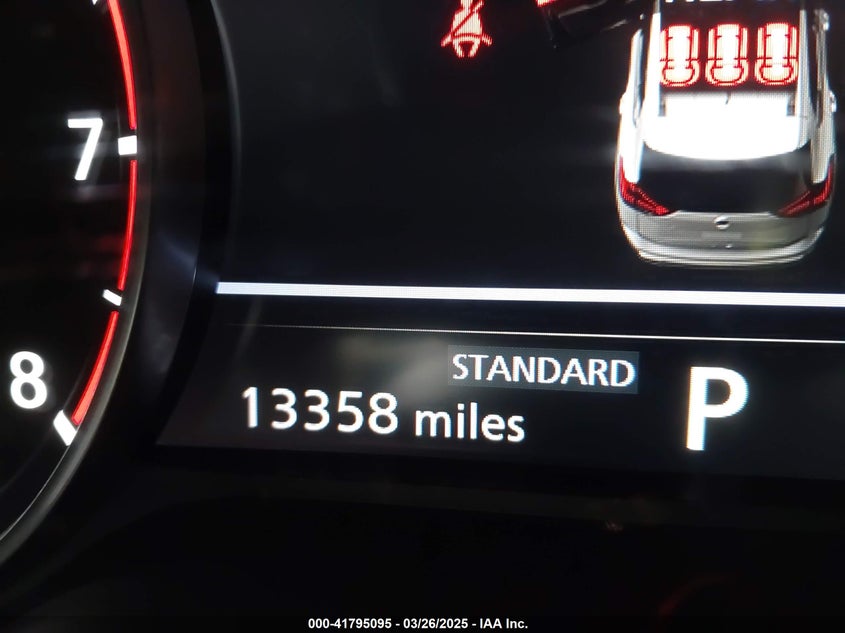 7
STANDARD
8
13358 miles
P
000-41795095 - 03/26/2025 - IAA Inc.